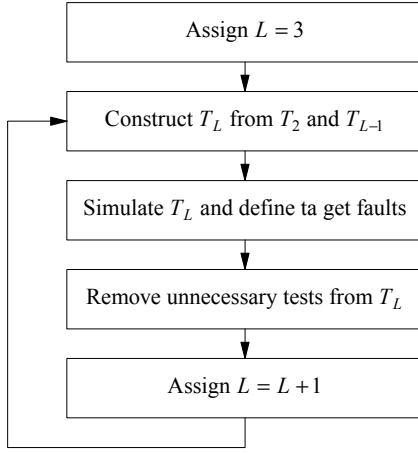 Assign L = 3
Construct T_L from T_2 and T_{L–1}
Simulate T_L and define ta get faults
Remove unnecessary tests from T_L
Assign L = L + 1